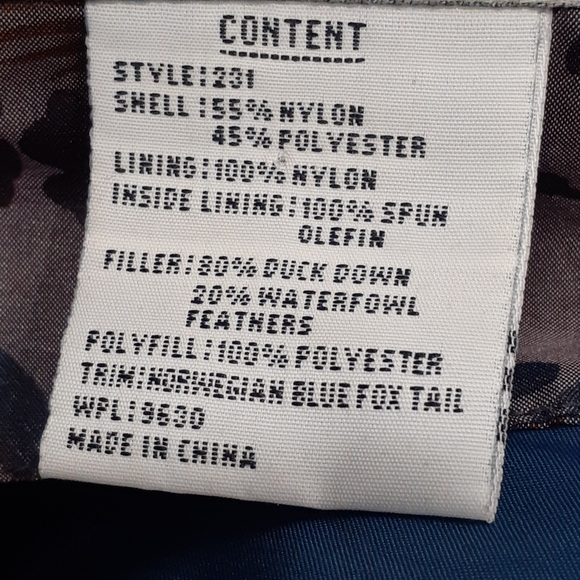 CONTENT
STYLE:231
SHELL:55% NYLON
45% POLYESTER
LINING:100% NYLON
INSIDE LINING:100% SPUN
OLEFIN
FILLER:80% DUCK DOWN
20% WATERFOWL
FEATHERS
POLYFILL:100% POLYESTER
TRIM:NORWEGIAN BLUE FOX TAIL
WPL:9600
MADE IN CHINA